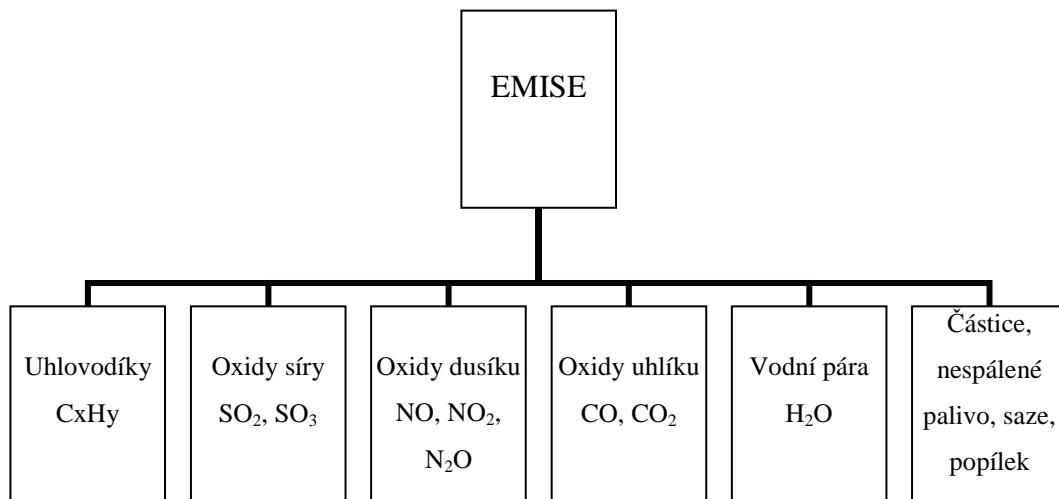 EMISE
Uhlovodíky
CxHy
Oxidy síry
SO₂, SO₃
Oxidy dusíku
NO, NO₂,
N₂O
Oxidy uhlíku
CO, CO₂
Vodní pára
H₂O
Částice,
nespálené
palivo, saze,
popílek